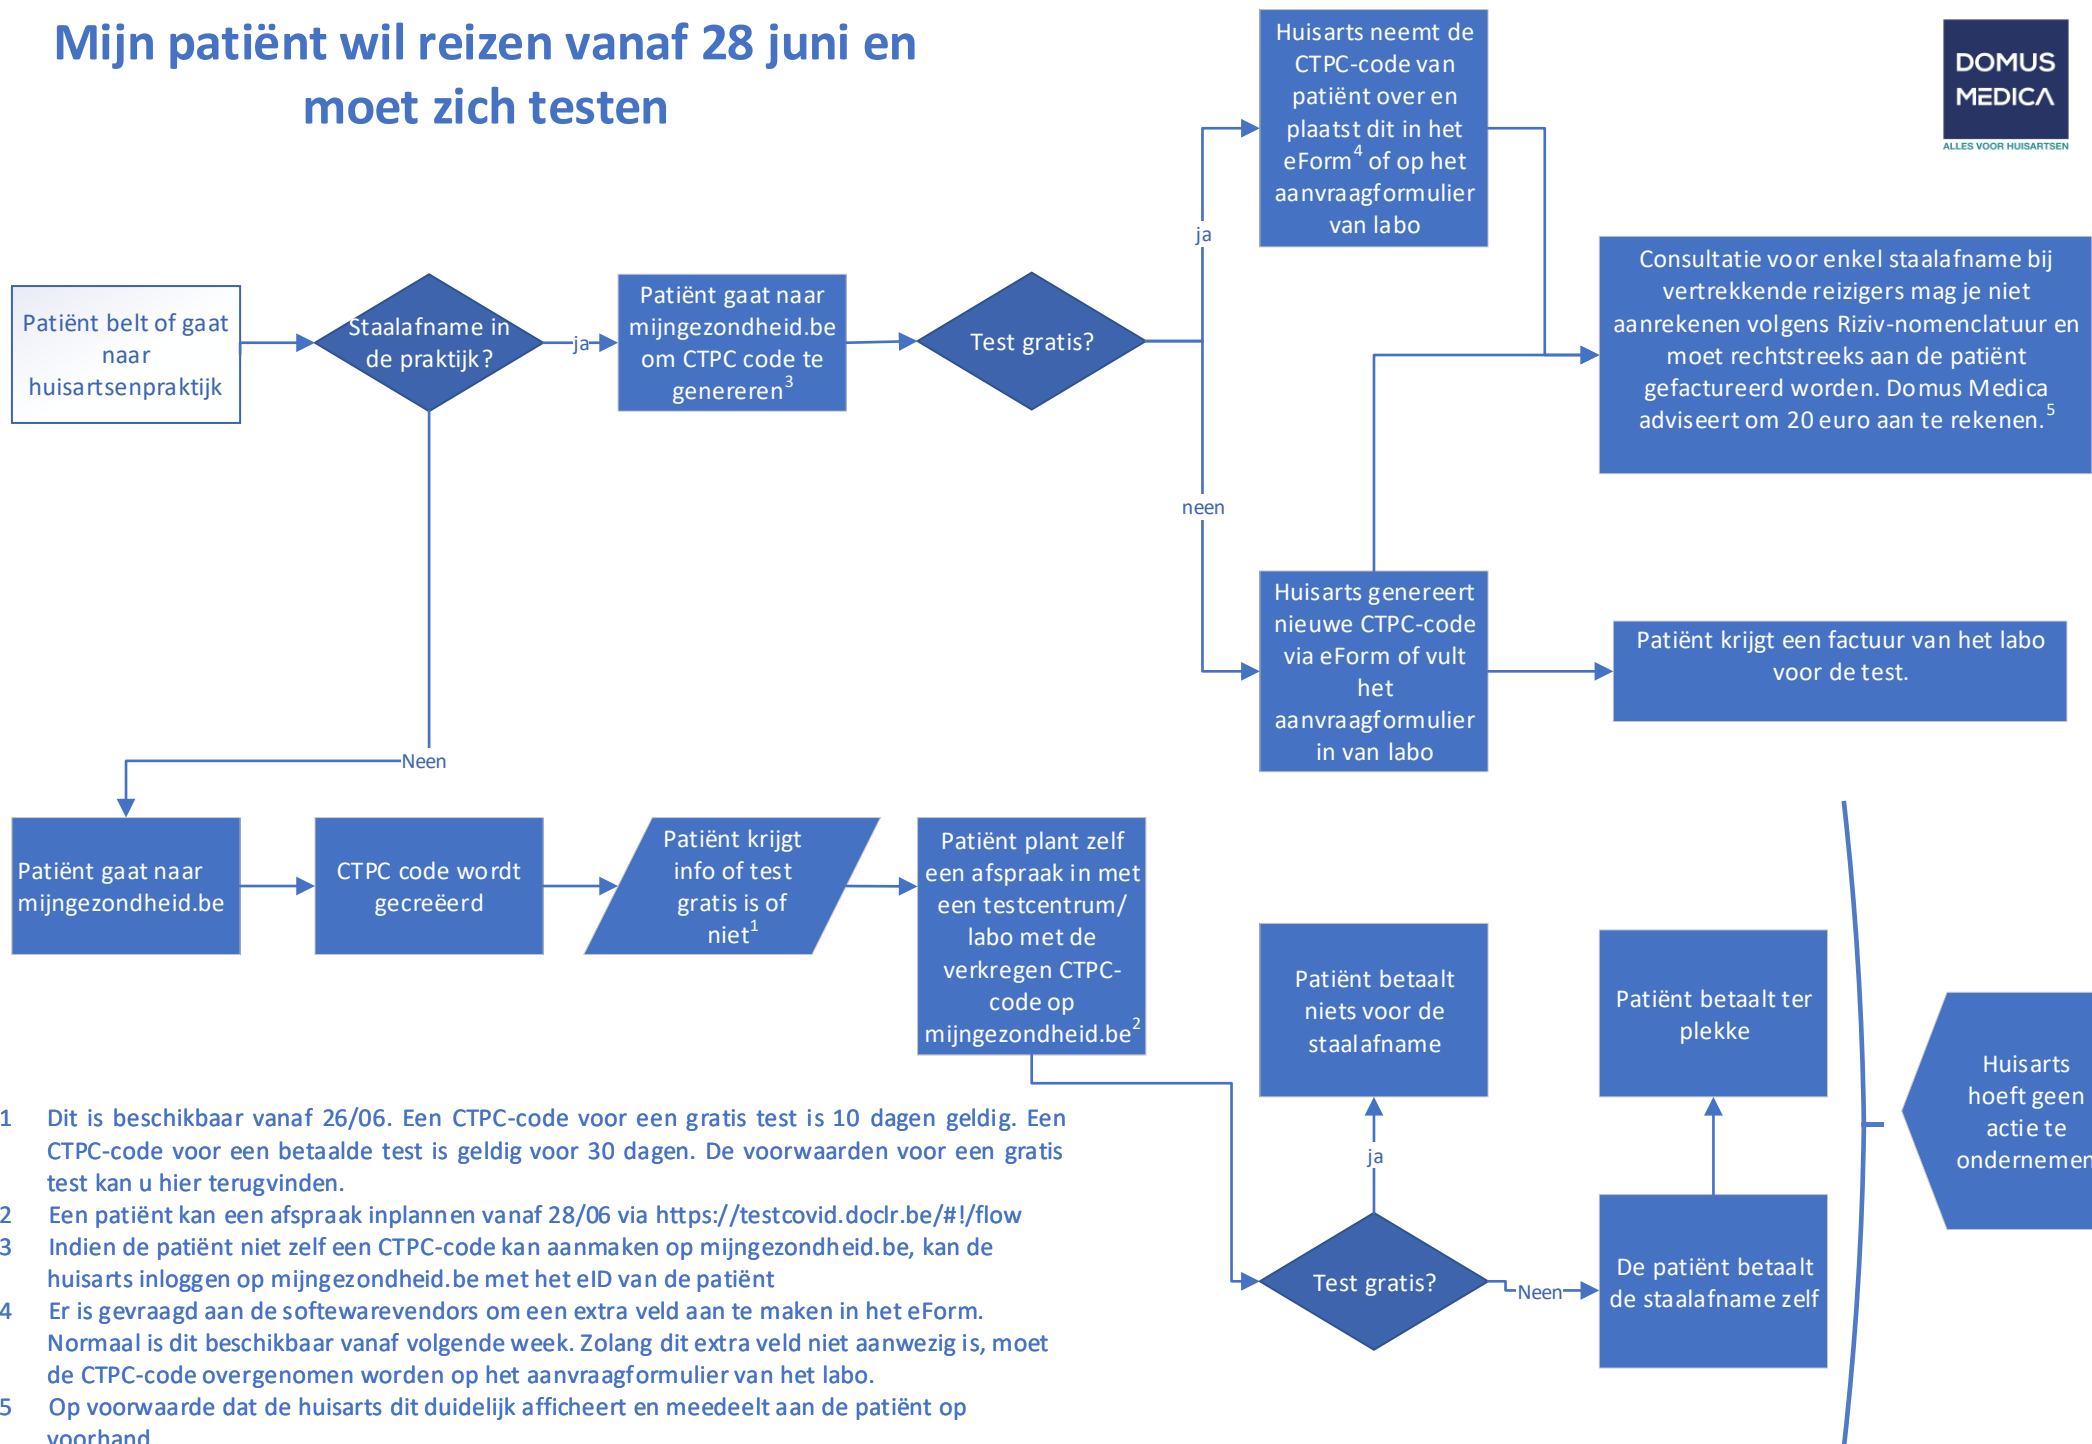 Mijn patiënt wil reizen vanaf 28 juni en
moet zich testen
DOMUS
MEDICA
ALLES VOOR HUISARTSEN
Huisarts neemt de
CTPC-code van
patiënt over en
plaatst dit in het
eForm4 of op het
aanvraagformulier
van labo
ja
Consultatie voor enkel staalafname bij
vertrekkende reizigers mag je niet
aanrekenen volgens Riziv-nomenclatuur en
moet rechtstreeks aan de patiënt
gefactureerd worden. Domus Medica
adviseert om 20 euro aan te rekenen.5
Patiënt belt of gaat
naar
huisartsenpraktijk
Staalafname in
de praktijk?
ja
Patiënt gaat naar
mijngezondheid.be
om CTPC code te
genereren3
Test gratis?
neen
Huisarts genereert
nieuwe CTPC-code
via eForm of vult
het
aanvraagformulier
in van labo
Patiënt krijgt een factuur van het labo
voor de test.
Neen
Patiënt gaat naar
mijngezondheid.be
CTPC code wordt
gecreëerd
Patiënt krijgt
info of test
gratis is of
niet1
Patiënt plant zelf
een afspraak in met
een testcentrum/
labo met de
verkregen CTPC-
code op
mijngezondheid.be2
Patiënt betaalt
niets voor de
staalafname
Patiënt betaalt ter
plekke
Huisarts
hoeft geen
actie te
ondernemen
ja
Test gratis?
Neen
De patiënt betaalt
de staalafname zelf
1 Dit is beschikbaar vanaf 26/06. Een CTPC-code voor een gratis test is 10 dagen geldig. Een
CTPC-code voor een betaalde test is geldig voor 30 dagen. De voorwaarden voor een gratis
test kan u hier terugvinden.
2 Een patiënt kan een afspraak inplannen vanaf 28/06 via https://testcovid.doclr.be/#!/flow
3 Indien de patiënt niet zelf een CTPC-code kan aanmaken op mijngezondheid.be, kan de
huisarts inloggen op mijngezondheid.be met het eID van de patiënt
4 Er is gevraagd aan de softewarevendors om een extra veld aan te maken in het eForm.
Normaal is dit beschikbaar vanaf volgende week. Zolang dit extra veld niet aanwezig is, moet
de CTPC-code overgenomen worden op het aanvraagformulier van het labo.
5 Op voorwaarde dat de huisarts dit duidelijk afficheert en meedeelt aan de patiënt op
voorhand